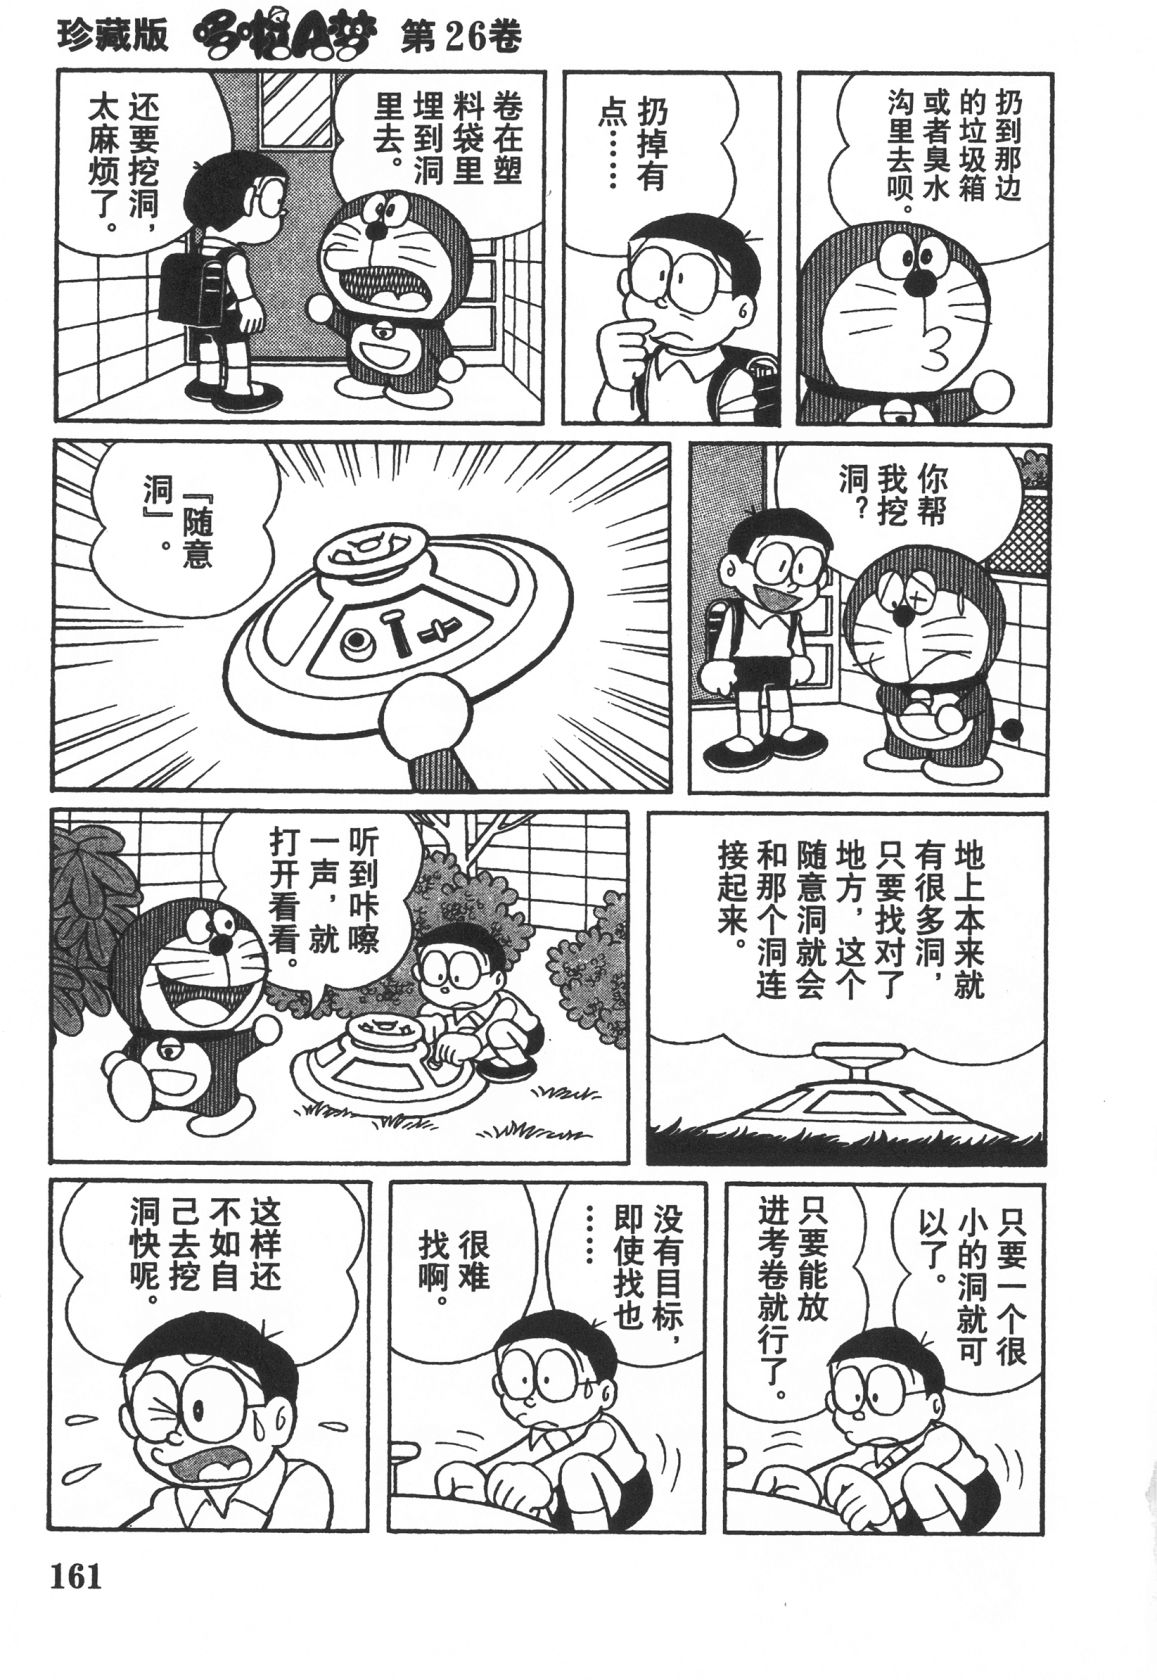 珍藏版 哆啦A梦 第26卷
扔到那边
的垃圾箱
或者臭水
沟里去呗。
扔掉有
点……
卷在塑
料袋里
埋到洞
里去。
还要挖洞，
太麻烦了。
你帮
我挖
洞？
『随意
洞』。
地上本来就
有很多洞，
只要找对了
地方，这个
随意洞就会
和那个洞连
接起来。
听到咔嚓
一声，就
打开看看。
只要一个很
小的洞就可
以了。
只要能放
进考卷就行了。
没有目标，
即使找也
……
很难
找啊。
这样还
不如自
己去挖
洞快呢。
161